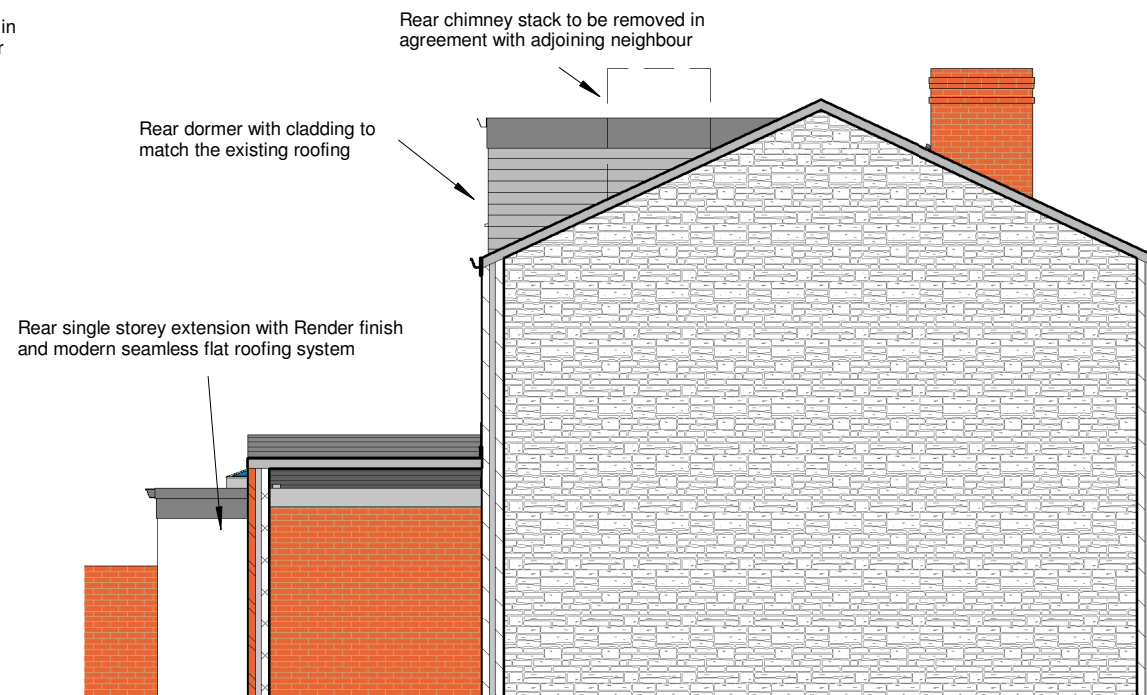 in
r
Rear chimney stack to be removed in
agreement with adjoining neighbour
Rear dormer with cladding to
match the existing roofing
Rear single storey extension with Render finish
and modern seamless flat roofing system